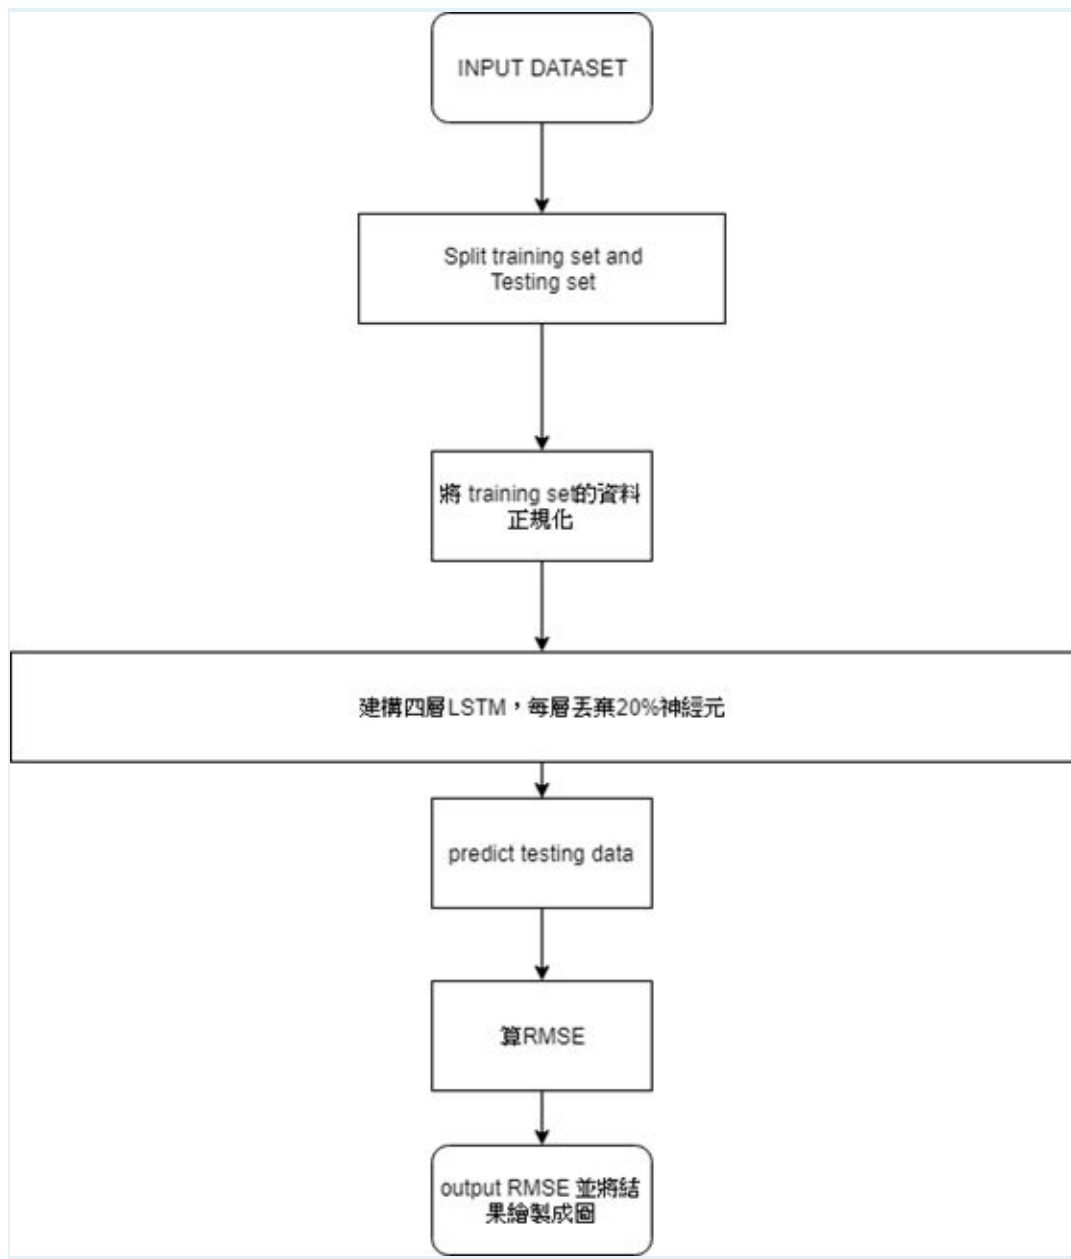 INPUT DATASET
Split training set and
Testing set
將 training set的資料
正規化
建構四層LSTM，每層丟棄20%神經元
predict testing data
算RMSE
output RMSE 並將結
果繪製成圖